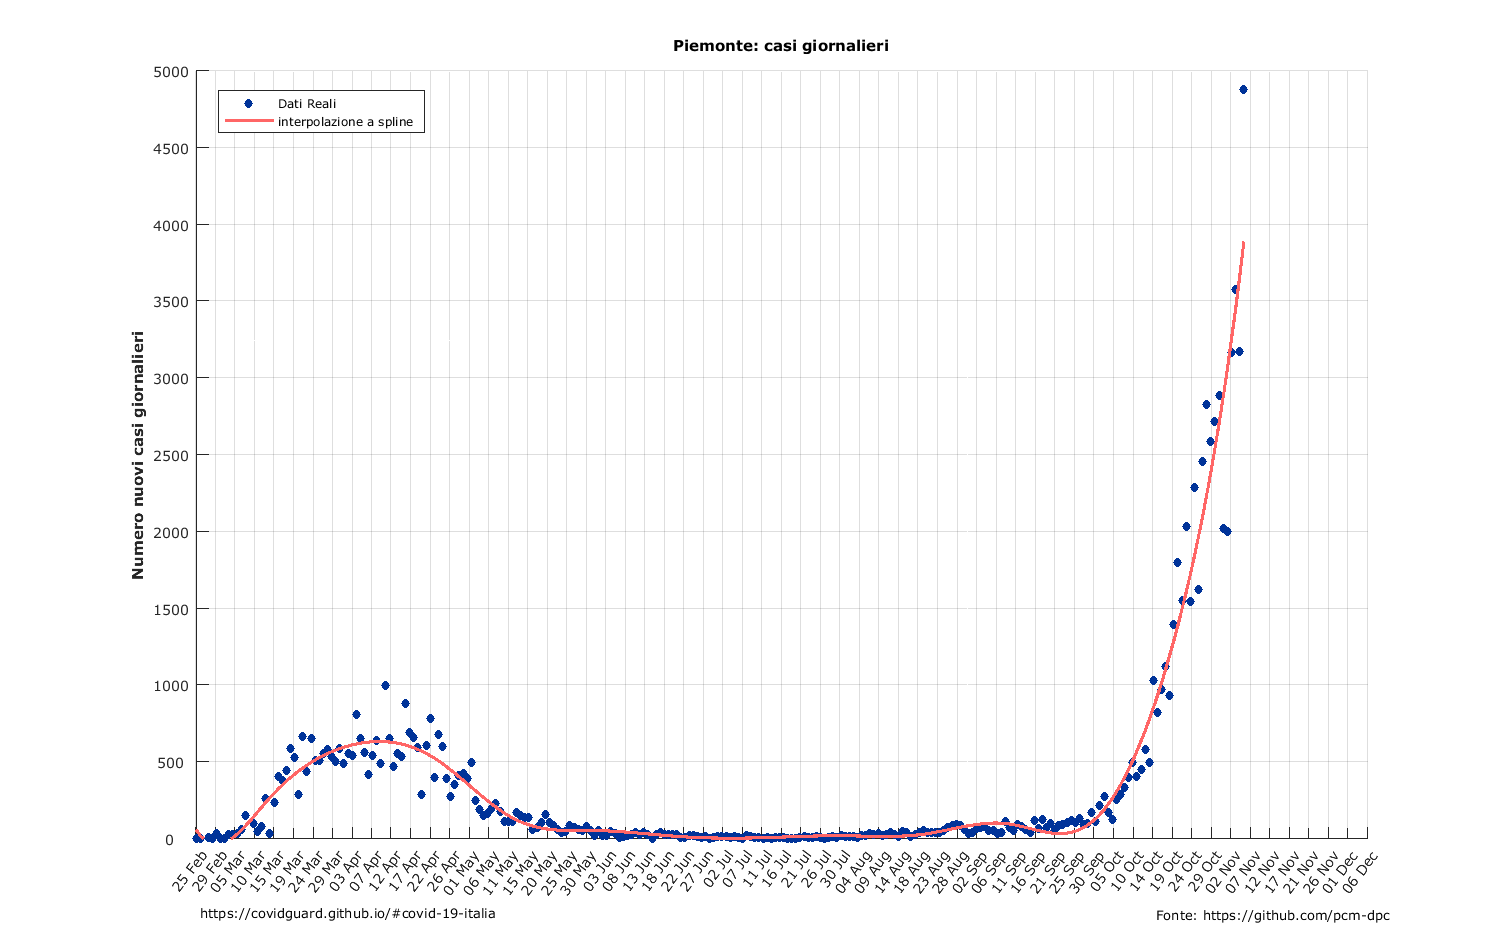 Piemonte: casi giornalieri
Dati Reali
interpolazione a spline
Numero nuovi casi giornalieri
5000
4500
4000
3500
3000
2500
2000
1500
1000
500
0
25 Feb
29 Feb
05 Mar
10 Mar
15 Mar
19 Mar
24 Mar
29 Mar
03 Apr
07 Apr
12 Apr
17 Apr
22 Apr
26 Apr
01 May
06 May
11 May
15 May
20 May
25 May
30 May
03 Jun
08 Jun
13 Jun
18 Jun
22 Jun
27 Jun
02 Jul
07 Jul
11 Jul
16 Jul
21 Jul
26 Jul
30 Jul
04 Aug
09 Aug
14 Aug
18 Aug
23 Aug
28 Aug
02 Sep
06 Sep
11 Sep
16 Sep
21 Sep
25 Sep
30 Sep
05 Oct
10 Oct
14 Oct
19 Oct
24 Oct
29 Oct
02 Nov
07 Nov
12 Nov
17 Nov
21 Nov
26 Nov
01 Dec
06 Dec
https://covidguard.github.io/#covid-19-italia
Fonte: https://github.com/pcm-dpc